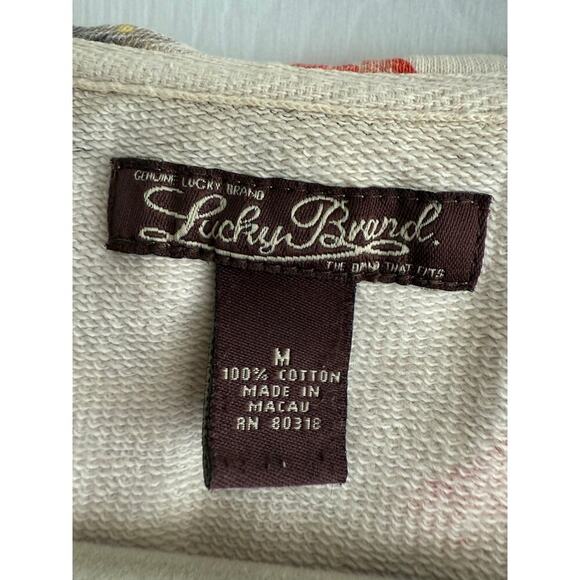 GENUINE LUCKY BRAND
Lucky Brand.
THE BRAND THAT FITS
M
100% COTTON
MADE IN
MACAU
RN 80318